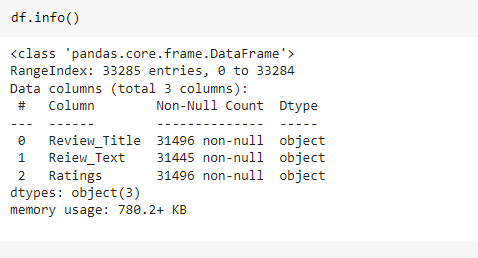 df.info()
<class 'pandas.core.frame.DataFrame'>
RangeIndex: 33285 entries, 0 to 33284
Data columns (total 3 columns):
 #   Column        Non-Null Count  Dtype
---  ------        --------------  -----
 0   Review_Title  31496 non-null  object
 1   Reiew_Text    31445 non-null  object
 2   Ratings       31496 non-null  object
dtypes: object(3)
memory usage: 780.2+ KB